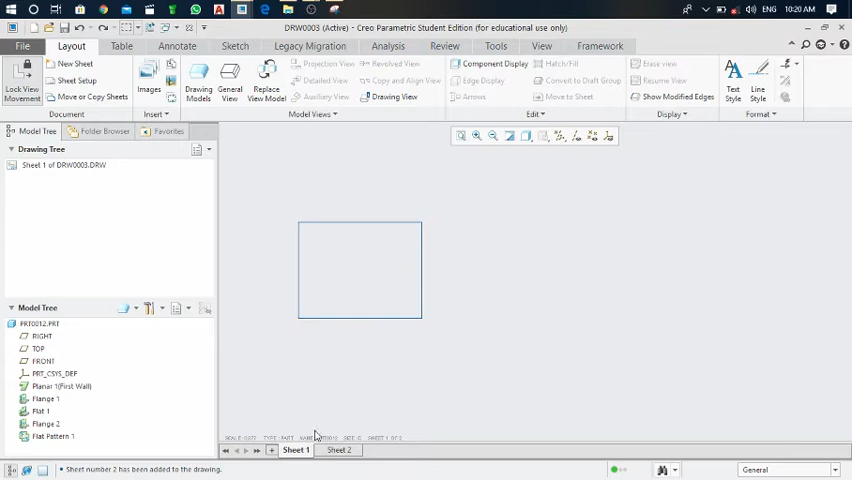 ENG 10:20 AM
DRW0003 (Active) - Creo Parametric Student Edition (for educational use only)
File Layout Table Annotate Sketch Legacy Migration Analysis Review Tools View Framework
Lock View Movement
New Sheet
Sheet Setup
Move or Copy Sheets
Document
Images
Insert
Drawing Models
General View
Replace View Model
Projection View
Detailed View
Auxiliary View
Revolved View
Copy and Align View
Drawing View
Model Views
Component Display
Edge Display
Arrows
Hatch/Fill
Convert to Draft Group
Move to Sheet
Edit
Erase view
Resume View
Show Modified Edges
Display
Text Style
Line Style
Format
Model Tree Folder Browser Favorites
Drawing Tree
Sheet 1 of DRW0003.DRW
Model Tree
PRT0012.PRT
RIGHT
TOP
FRONT
PRT_CSYS_DEF
Planar 1(First Wall)
Flange 1
Flat 1
Flange 2
Flat Pattern 1
TYPE : PART SIZE : C SHEET 1 OF 2
Sheet 1 Sheet 2
Sheet number 2 has been added to the drawing.
General